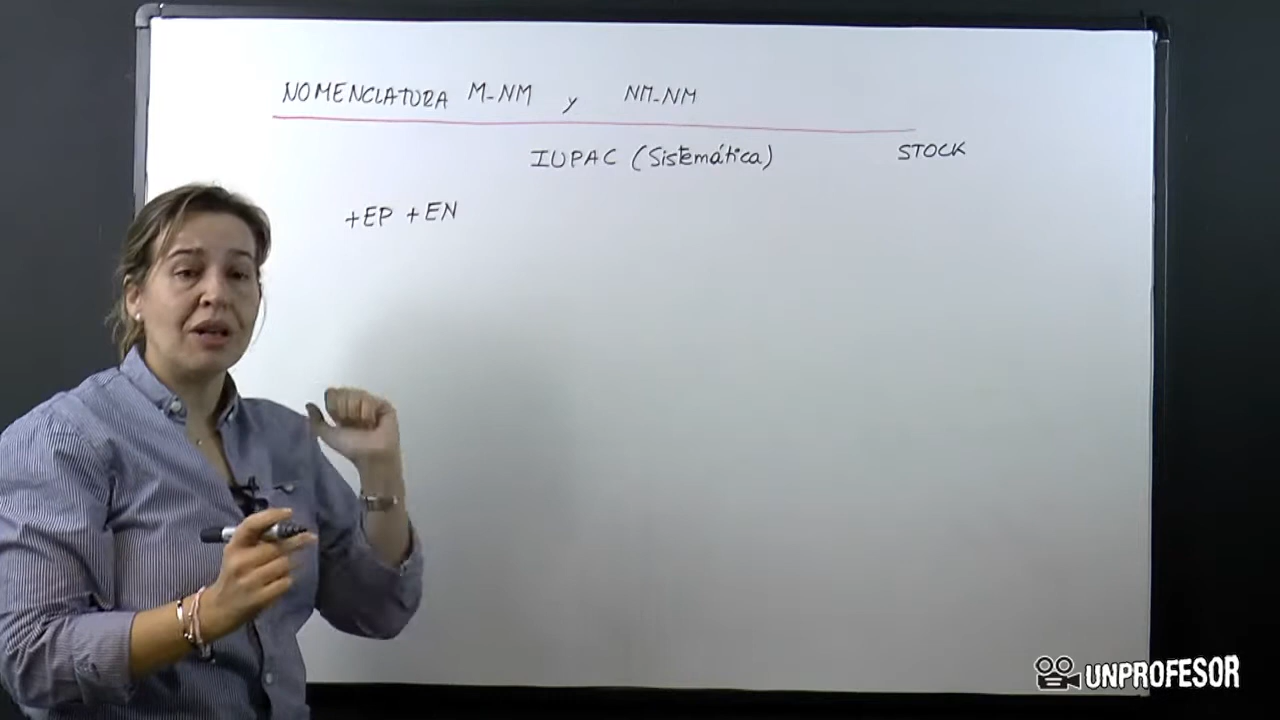 NOMENCLATURA M-NM y NM-NM
IUPAC (Sistemática) STOCK
+EP +EN
UNPROFESOR